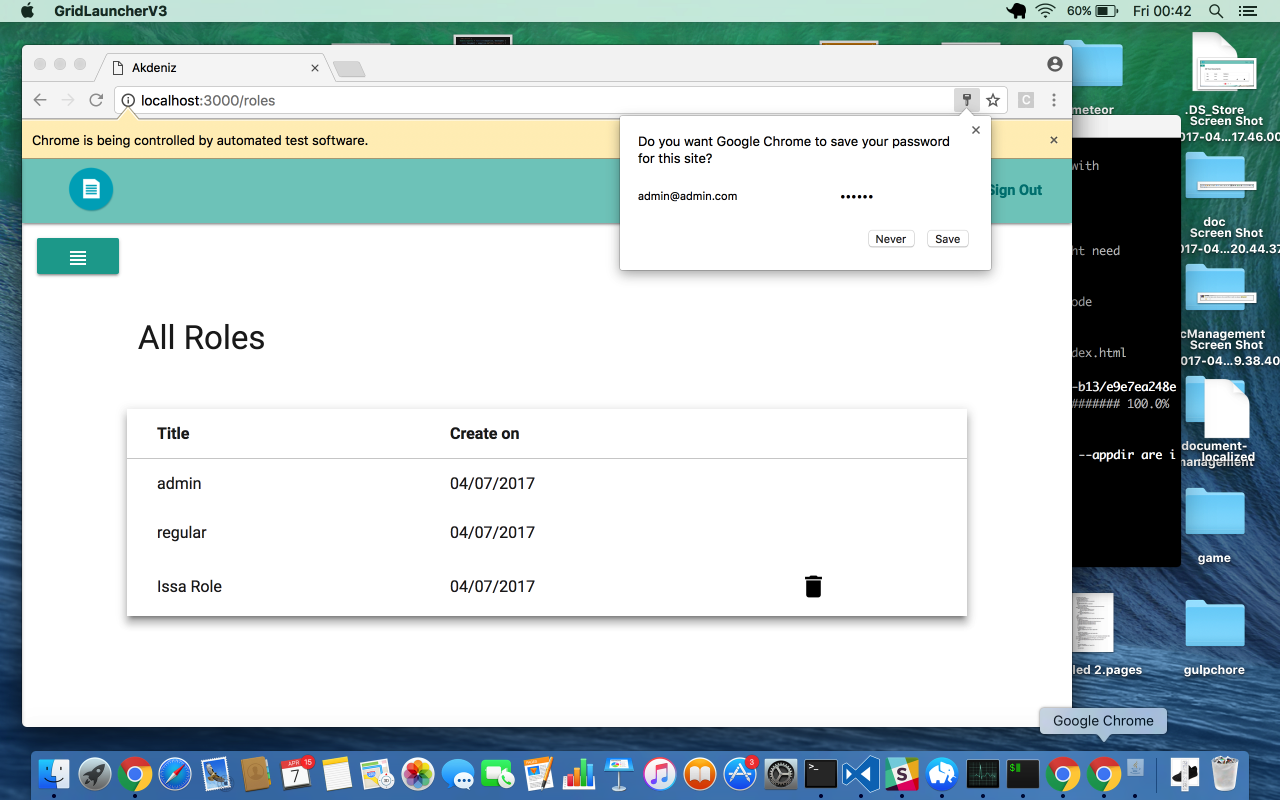 GridLauncherV3
60%
Fri 00:42
Akdeniz
localhost:3000/roles
C
Chrome is being controlled by automated test software.
Do you want Google Chrome to save your password
for this site?
admin@admin.com
••••••
Never
Save
Sign Out
All Roles
Title
Create on
admin
04/07/2017
regular
04/07/2017
Issa Role
04/07/2017
with
ht need
ode
dex.html
-b13/e9e7ea248e
####### 100.0%
--appdir are i
meteor
.DS_Store
Screen Shot
017-04...17.46.00
doc
Screen Shot
017-04...20.44.37
cManagement
Screen Shot
017-04...9.38.40
document-
management
.localized
game
led 2.pages
gulpchore
Google Chrome
APR
7
15
3